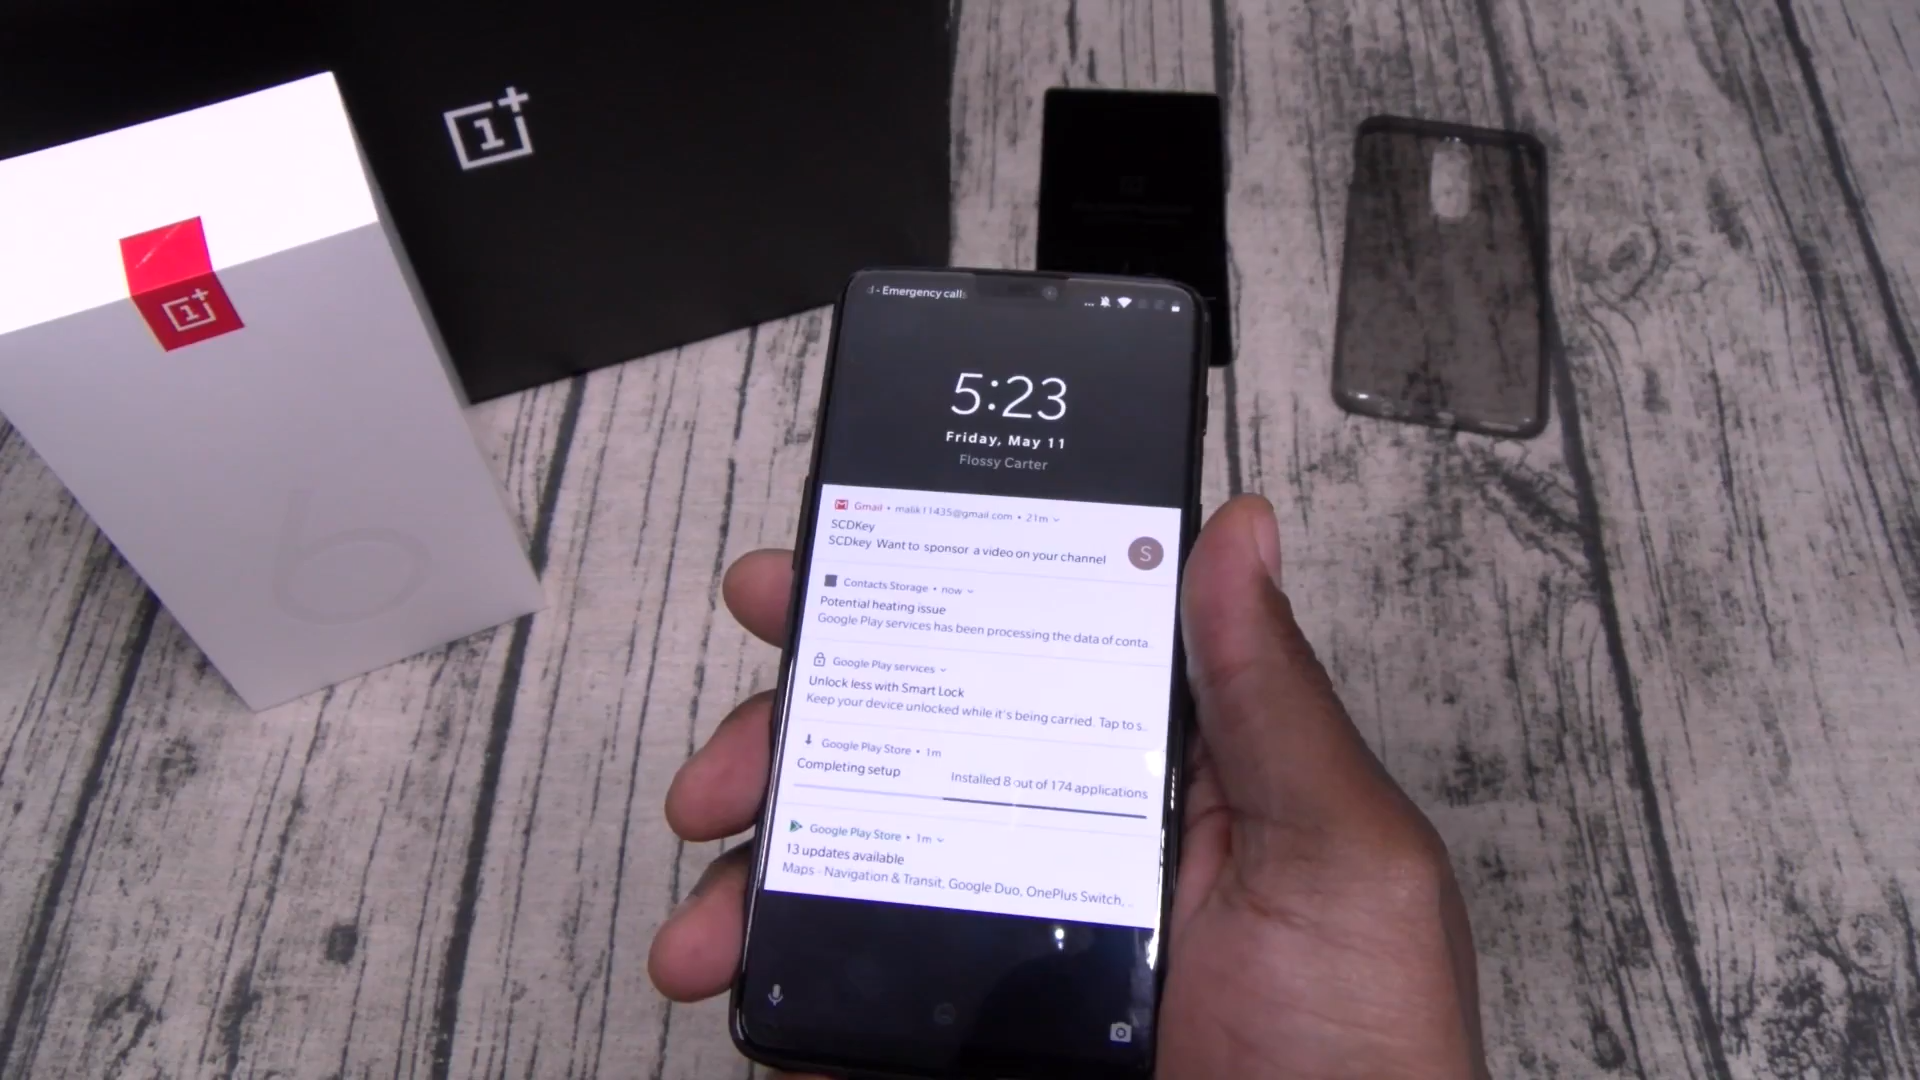 1+
1+
6
- Emergency calls
5:23
Friday, May 11
Flossy Carter
Gmail • malik11435@gmail.com • 21m
SCDKey
SCDkey Want to sponsor a video on your channel
S
Contacts Storage • now
Potential heating issue
Google Play services has been processing the data of conta
Google Play services
Unlock less with Smart Lock
Keep your device unlocked while it's being carried. Tap to s..
Google Play Store • 1m
Completing setup
Installed 8 out of 174 applications
Google Play Store • 1m
13 updates available
Maps - Navigation & Transit, Google Duo, OnePlus Switch, ..